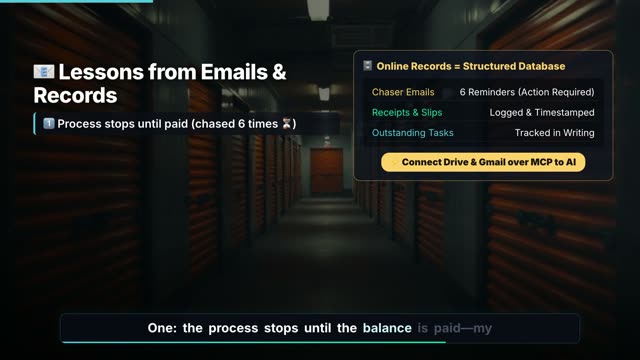 📧 Lessons from Emails &
Records
1️⃣ Process stops until paid (chased 6 times ⏳)
🗄️ Online Records = Structured Database
Chaser Emails 6 Reminders (Action Required)
Receipts & Slips Logged & Timestamped
Outstanding Tasks Tracked in Writing
Connect Drive & Gmail over MCP to AI
One: the process stops until the balance is paid—my